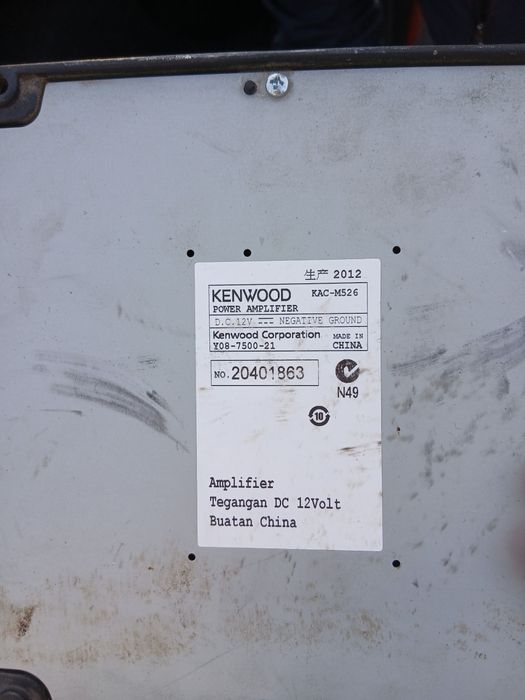 生产 2012
KENWOOD KAC-M526
POWER AMPLIFIER
D.C.12V ⎓ NEGATIVE GROUND
Kenwood Corporation MADE IN
Y08-7500-21 CHINA
NO. 20401863
N49
10
Amplifier
Tegangan DC 12Volt
Buatan China